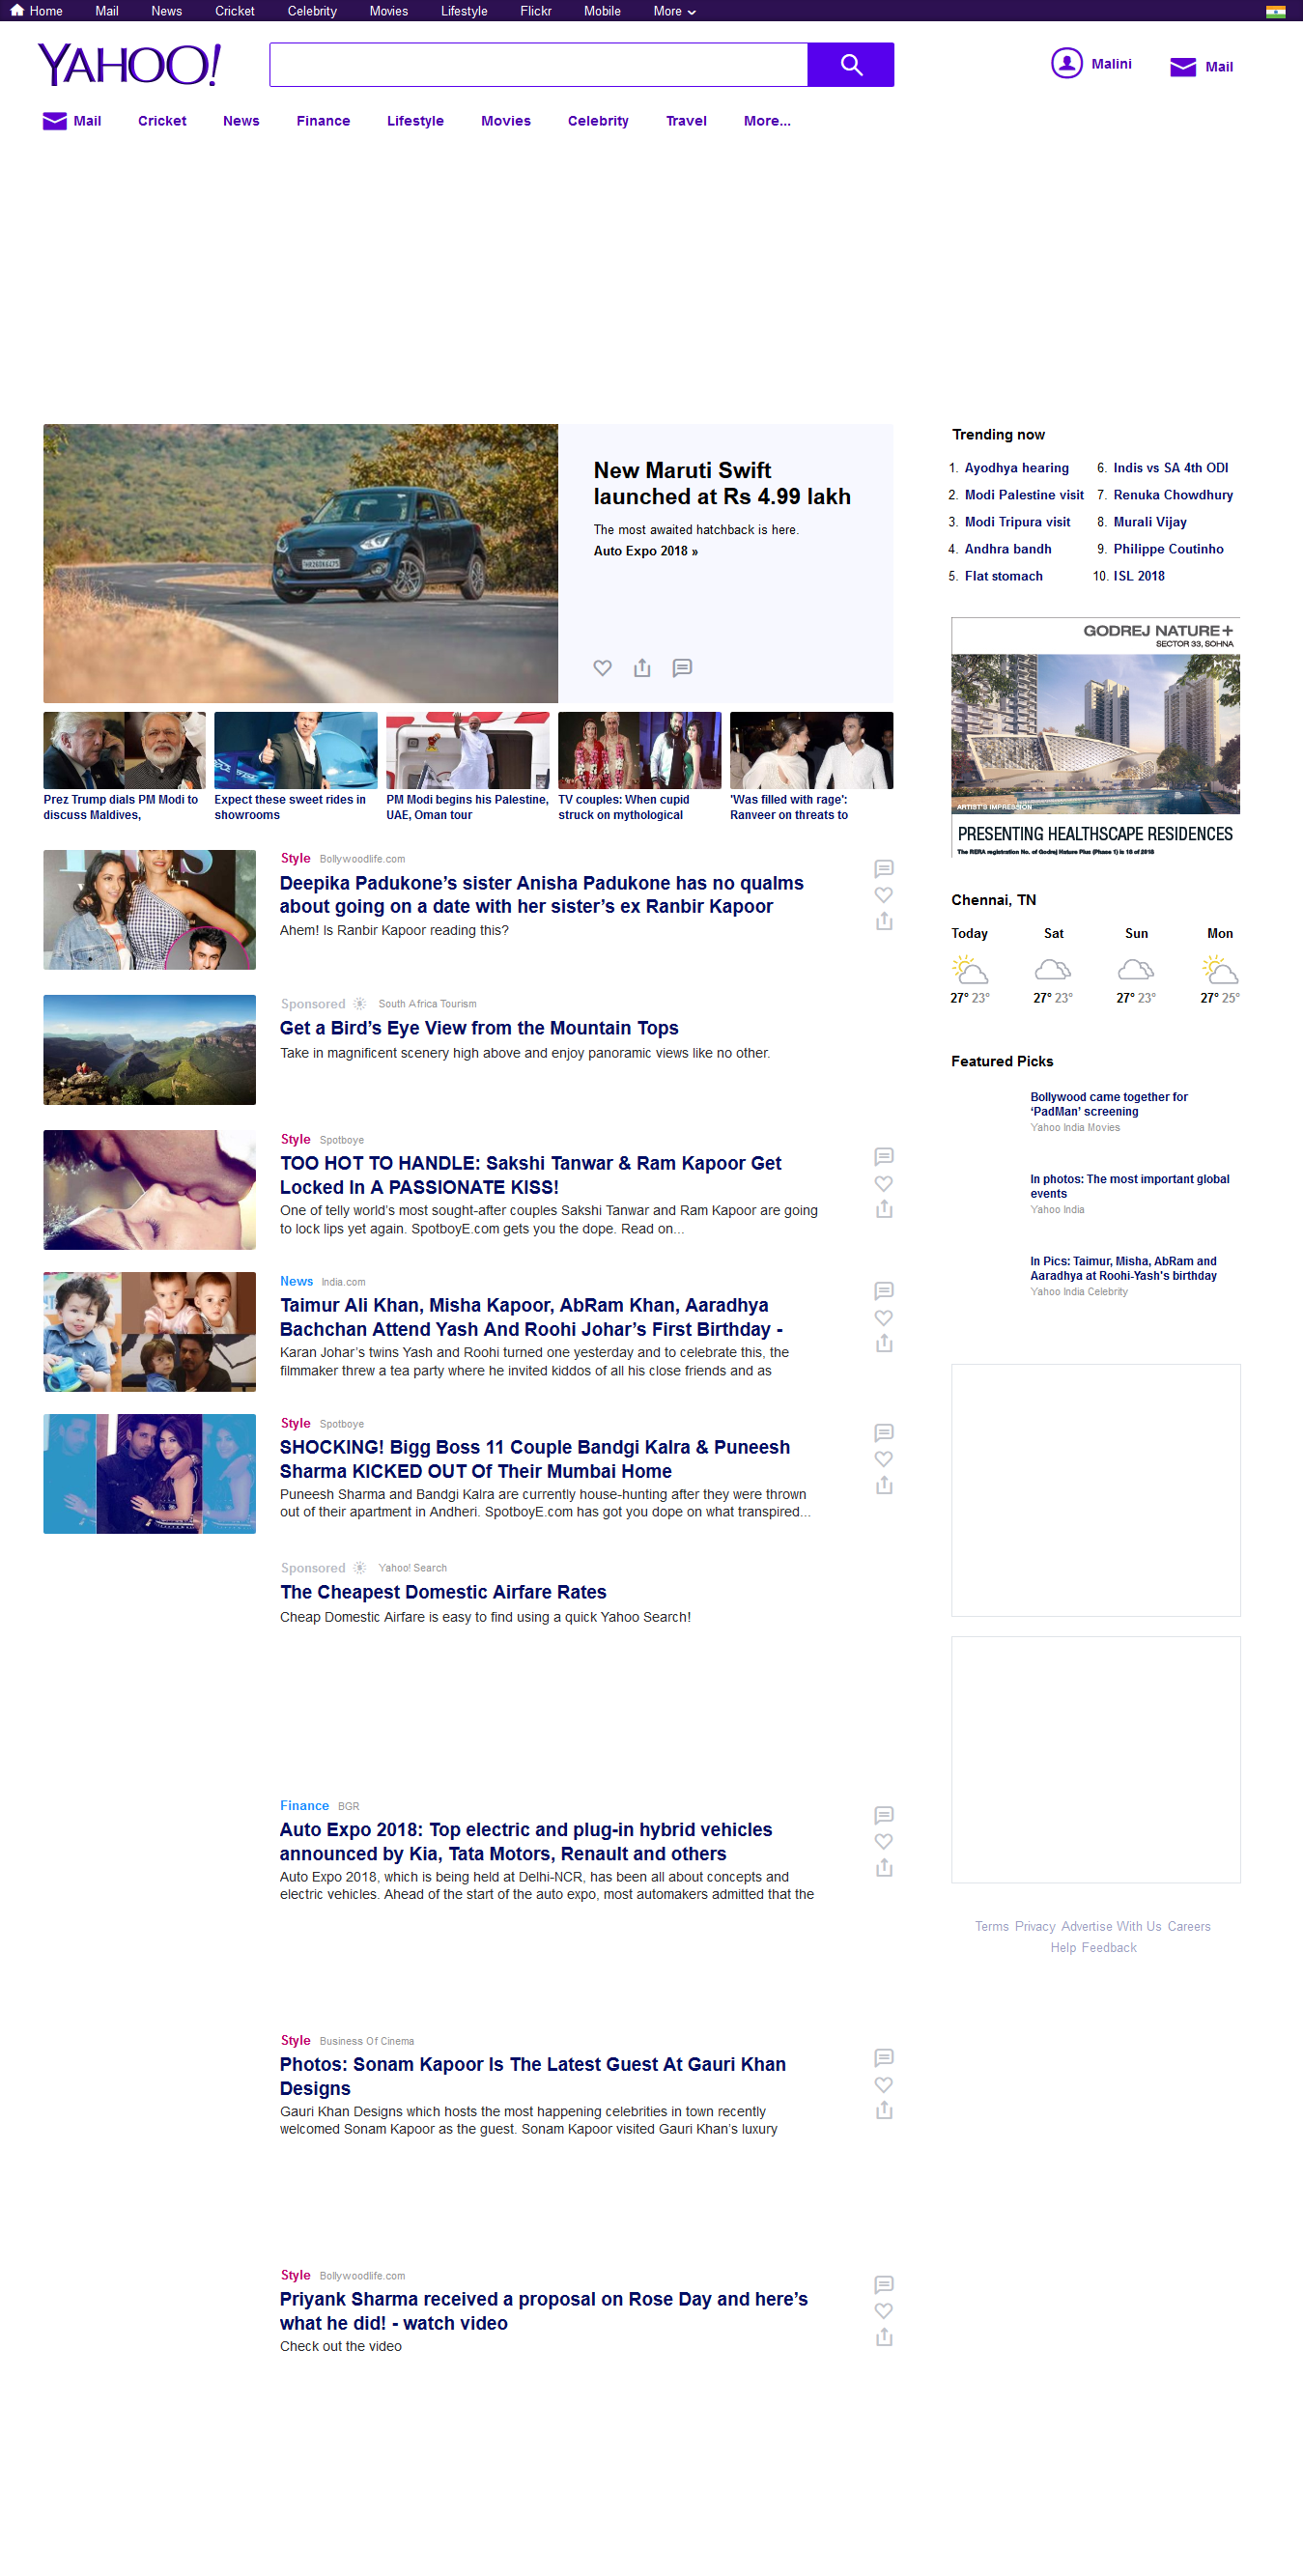 Home Mail News Cricket Celebrity Movies Lifestyle Flickr Mobile More
YAHOO!
Malini
Mail
Mail Cricket News Finance Lifestyle Movies Celebrity Travel More...
New Maruti Swift
launched at Rs 4.99 lakh
The most awaited hatchback is here.
Auto Expo 2018 »
Prez Trump dials PM Modi to
discuss Maldives,
Expect these sweet rides in
showrooms
PM Modi begins his Palestine,
UAE, Oman tour
TV couples: When cupid
struck on mythological
'Was filled with rage':
Ranveer on threats to
Style Bollywoodlife.com
Deepika Padukone's sister Anisha Padukone has no qualms
about going on a date with her sister's ex Ranbir Kapoor
Ahem! Is Ranbir Kapoor reading this?
Sponsored South Africa Tourism
Get a Bird's Eye View from the Mountain Tops
Take in magnificent scenery high above and enjoy panoramic views like no other.
Style Spotboye
TOO HOT TO HANDLE: Sakshi Tanwar & Ram Kapoor Get
Locked In A PASSIONATE KISS!
One of telly world's most sought-after couples Sakshi Tanwar and Ram Kapoor are going
to lock lips yet again. SpotboyE.com gets you the dope. Read on...
News India.com
Taimur Ali Khan, Misha Kapoor, AbRam Khan, Aaradhya
Bachchan Attend Yash And Roohi Johar's First Birthday -
Karan Johar's twins Yash and Roohi turned one yesterday and to celebrate this, the
filmmaker threw a tea party where he invited kiddos of all his close friends and as
Style Spotboye
SHOCKING! Bigg Boss 11 Couple Bandgi Kalra & Puneesh
Sharma KICKED OUT Of Their Mumbai Home
Puneesh Sharma and Bandgi Kalra are currently house-hunting after they were thrown
out of their apartment in Andheri. SpotboyE.com has got you dope on what transpired...
Sponsored Yahoo! Search
The Cheapest Domestic Airfare Rates
Cheap Domestic Airfare is easy to find using a quick Yahoo Search!
Finance BGR
Auto Expo 2018: Top electric and plug-in hybrid vehicles
announced by Kia, Tata Motors, Renault and others
Auto Expo 2018, which is being held at Delhi-NCR, has been all about concepts and
electric vehicles. Ahead of the start of the auto expo, most automakers admitted that the
Style Business Of Cinema
Photos: Sonam Kapoor Is The Latest Guest At Gauri Khan
Designs
Gauri Khan Designs which hosts the most happening celebrities in town recently
welcomed Sonam Kapoor as the guest. Sonam Kapoor visited Gauri Khan's luxury
Style Bollywoodlife.com
Priyank Sharma received a proposal on Rose Day and here's
what he did! - watch video
Check out the video
Trending now
1. Ayodhya hearing
2. Modi Palestine visit
3. Modi Tripura visit
4. Andhra bandh
5. Flat stomach
6. Indis vs SA 4th ODI
7. Renuka Chowdhury
8. Murali Vijay
9. Philippe Coutinho
10. ISL 2018
GODREJ NATURE+
SECTOR 33, SOHNA
ARTIST'S IMPRESSION
PRESENTING HEALTHSCAPE RESIDENCES
The RERA registration No. of Godrej Nature Plus (Phase 1) is 16 of 2018
Chennai, TN
Today Sat Sun Mon
27° 23° 27° 23° 27° 23° 27° 25°
Featured Picks
Bollywood came together for
'PadMan' screening
Yahoo India Movies
In photos: The most important global
events
Yahoo India
In Pics: Taimur, Misha, AbRam and
Aaradhya at Roohi-Yash's birthday
Yahoo India Celebrity
Terms Privacy Advertise With Us Careers
Help Feedback